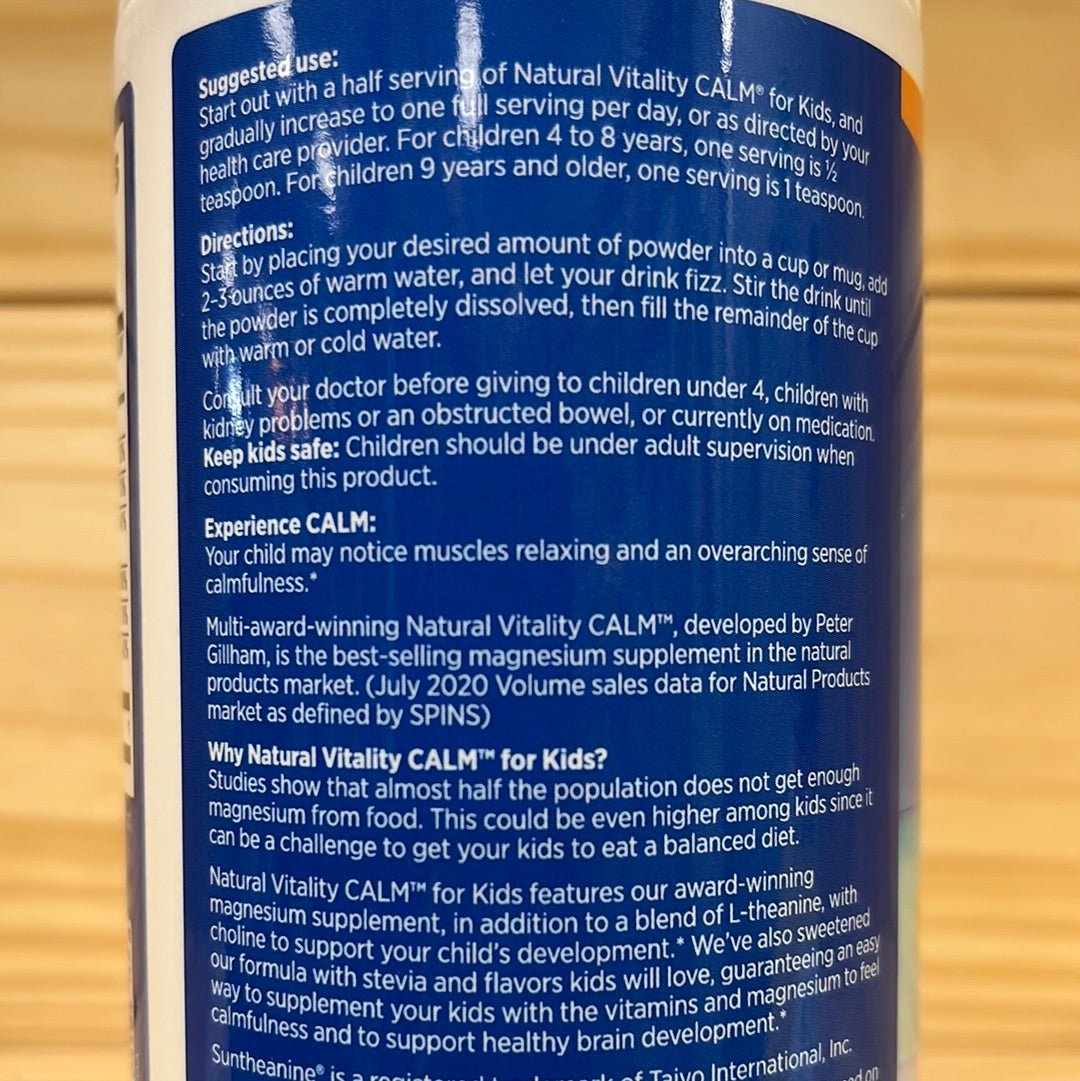 Suggested use:
Start out with a half serving of Natural Vitality CALM® for Kids, and
gradually increase to one full serving per day, or as directed by your
health care provider. For children 4 to 8 years, one serving is ½
teaspoon. For children 9 years and older, one serving is 1 teaspoon.
Directions:
Start by placing your desired amount of powder into a cup or mug, add
2-3 ounces of warm water, and let your drink fizz. Stir the drink until
the powder is completely dissolved, then fill the remainder of the cup
with warm or cold water.
Consult your doctor before giving to children under 4, children with
kidney problems or an obstructed bowel, or currently on medication.
Keep kids safe: Children should be under adult supervision when
consuming this product.
Experience CALM:
Your child may notice muscles relaxing and an overarching sense of
calmfulness.*
Multi-award-winning Natural Vitality CALM™, developed by Peter
Gillham, is the best-selling magnesium supplement in the natural
products market. (July 2020 Volume sales data for Natural Products
market as defined by SPINS)
Why Natural Vitality CALM™ for Kids?
Studies show that almost half the population does not get enough
magnesium from food. This could be even higher among kids since it
can be a challenge to get your kids to eat a balanced diet.
Natural Vitality CALM™ for Kids features our award-winning
magnesium supplement, in addition to a blend of L-theanine, with
choline to support your child's development.* We've also sweetened
our formula with stevia and flavors kids will love, guaranteeing an easy
way to supplement your kids with the vitamins and magnesium to feel
calmfulness and to support healthy brain development.*
Suntheanine® is a registered trademark of Taiyo International, Inc.